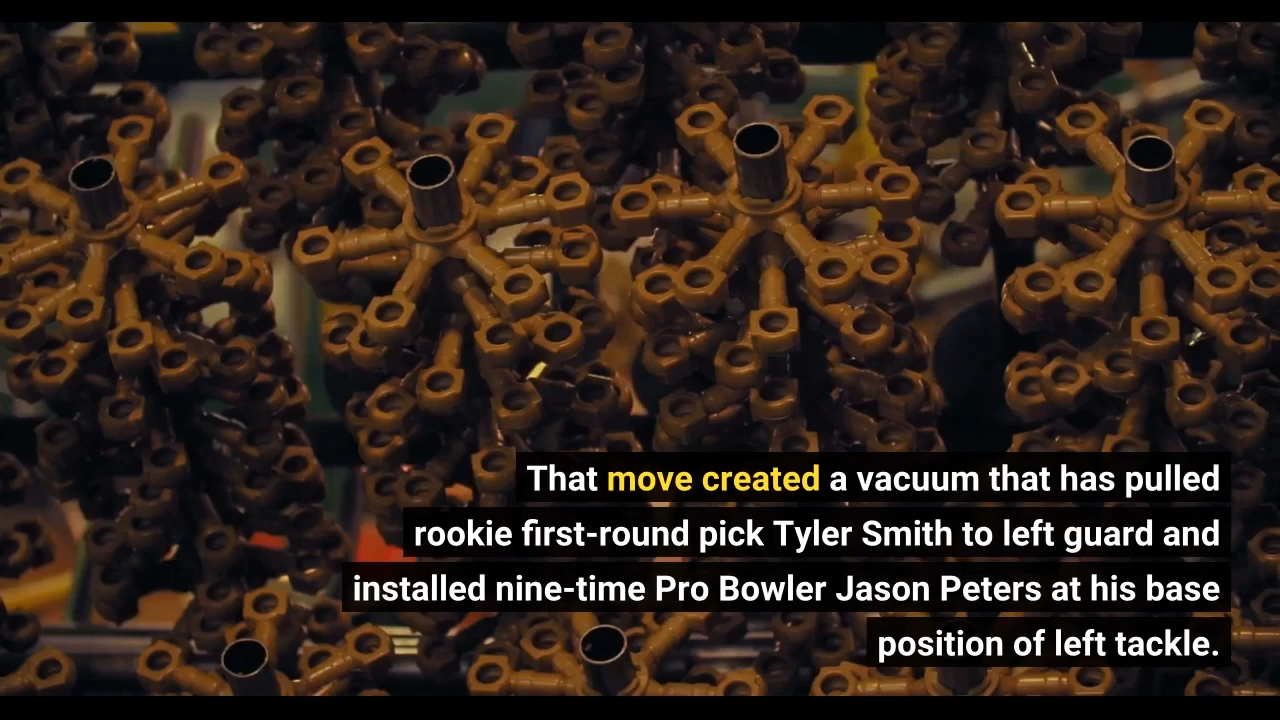 That move created a vacuum that has pulled
rookie first-round pick Tyler Smith to left guard and
installed nine-time Pro Bowler Jason Peters at his base
position of left tackle.